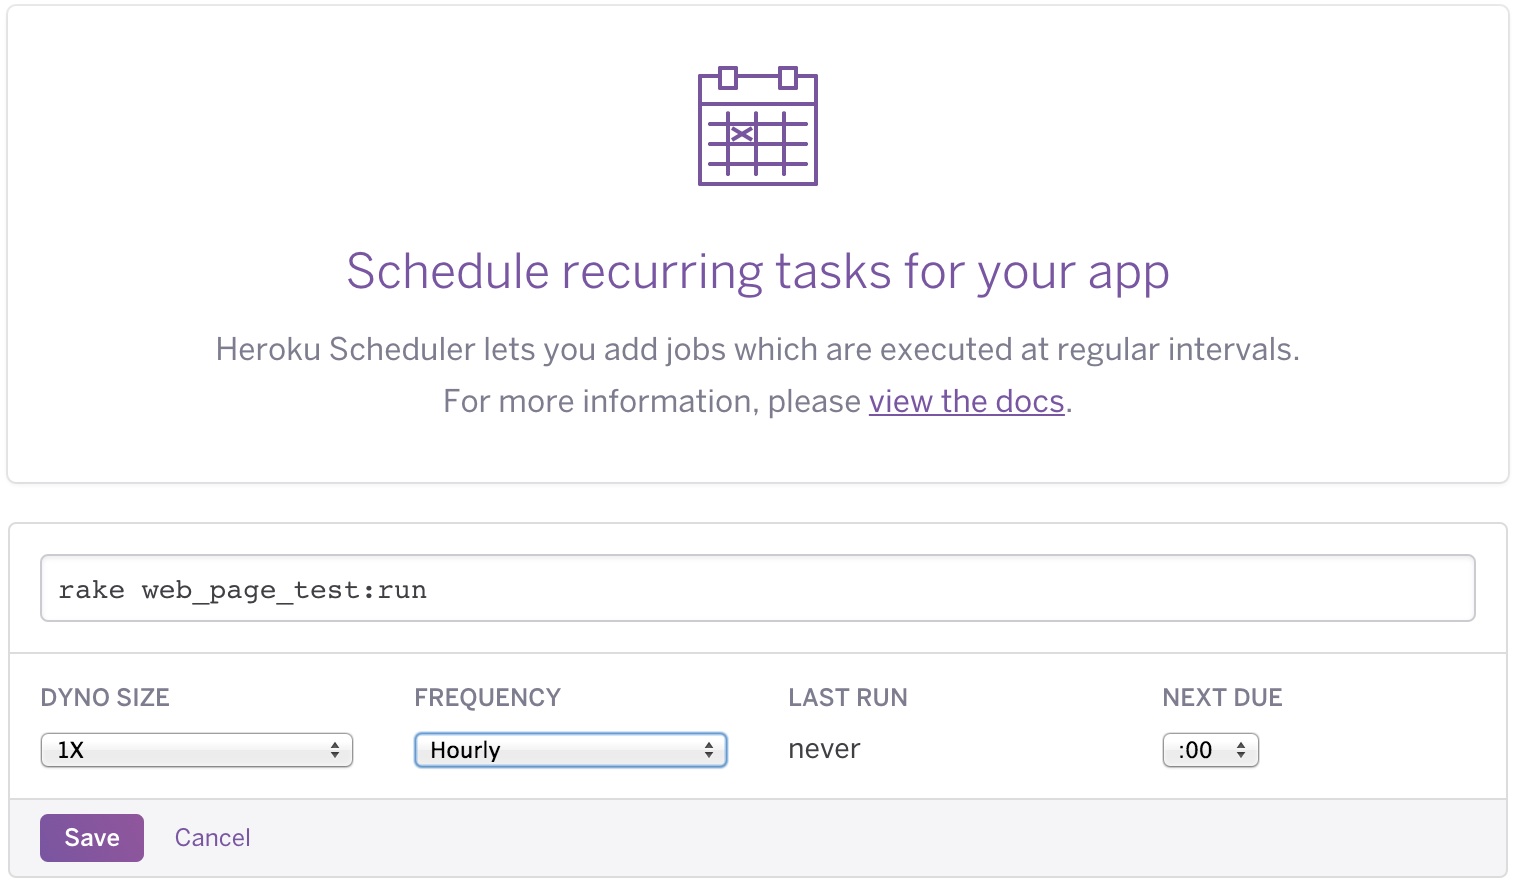 Schedule recurring tasks for your app
Heroku Scheduler lets you add jobs which are executed at regular intervals.
For more information, please view the docs.
rake web_page_test:run
DYNO SIZE FREQUENCY LAST RUN NEXT DUE
1X Hourly never :00
Save Cancel